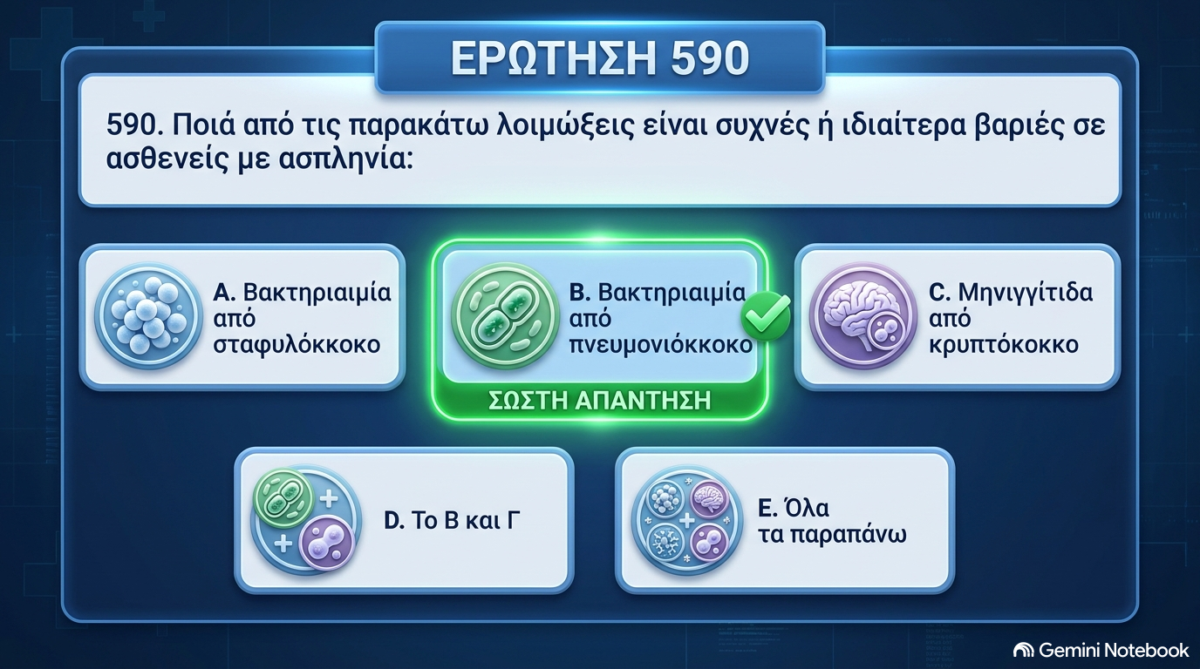 ΕΡΩΤΗΣΗ 590
590. Ποιά από τις παρακάτω λοιμώξεις είναι συχνές ή ιδιαίτερα βαριές σε
ασθενείς με ασπληνία:
A. Βακτηριαιμία
από
σταφυλόκκοκο
B. Βακτηριαιμία
από
πνευμονιόκκοκο
ΣΩΣΤΗ ΑΠΑΝΤΗΣΗ
C. Μηνιγγίτιδα
από
κρυπτόκοκκο
D. Το Β και Γ
E. Όλα
τα παραπάνω
Gemini Notebook